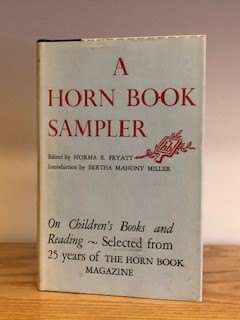 A
HORN BOOK
SAMPLER
hb
Edited by NORMA R. FRYATT
Introduction by BERTHA MAHONY MILLER
On Children's Books and
Reading ~ Selected from
25 years of THE HORN BOOK
MAGAZINE